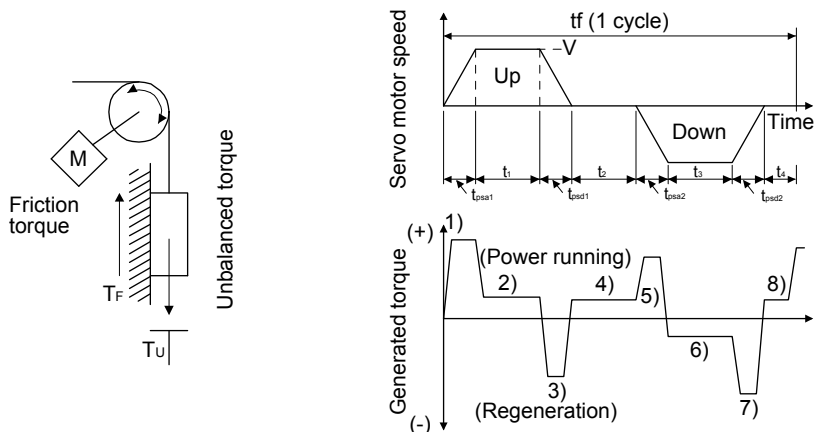 M
Friction
torque
TF
TU
Unbalanced torque
Servo motor speed
tf (1 cycle)
V
Up
Down
Time
tpsa1
t1
tpsd1
t2
tpsa2
t3
tpsd2
t4
Generated torque
(+)
(-)
1)
(Power running)
2)
3)
4)
5)
6)
7)
8)
(Regeneration)